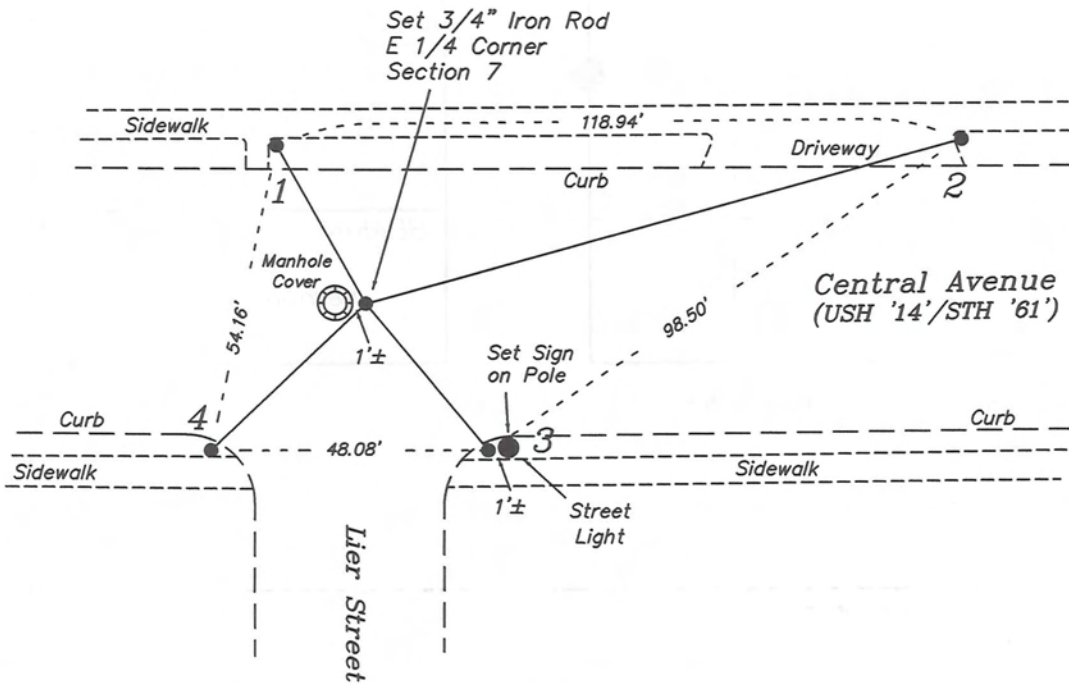 Set 3/4" Iron Rod
E 1/4 Corner
Section 7
Sidewalk
118.94'
Driveway
Curb
1
2
Manhole
Cover
Central Avenue
(USH '14'/STH '61')
54.16'
98.50'
1'±
Set Sign
on Pole
Curb
4
3
Curb
48.08'
Sidewalk
Sidewalk
1'±
Street
Light
Lier Street